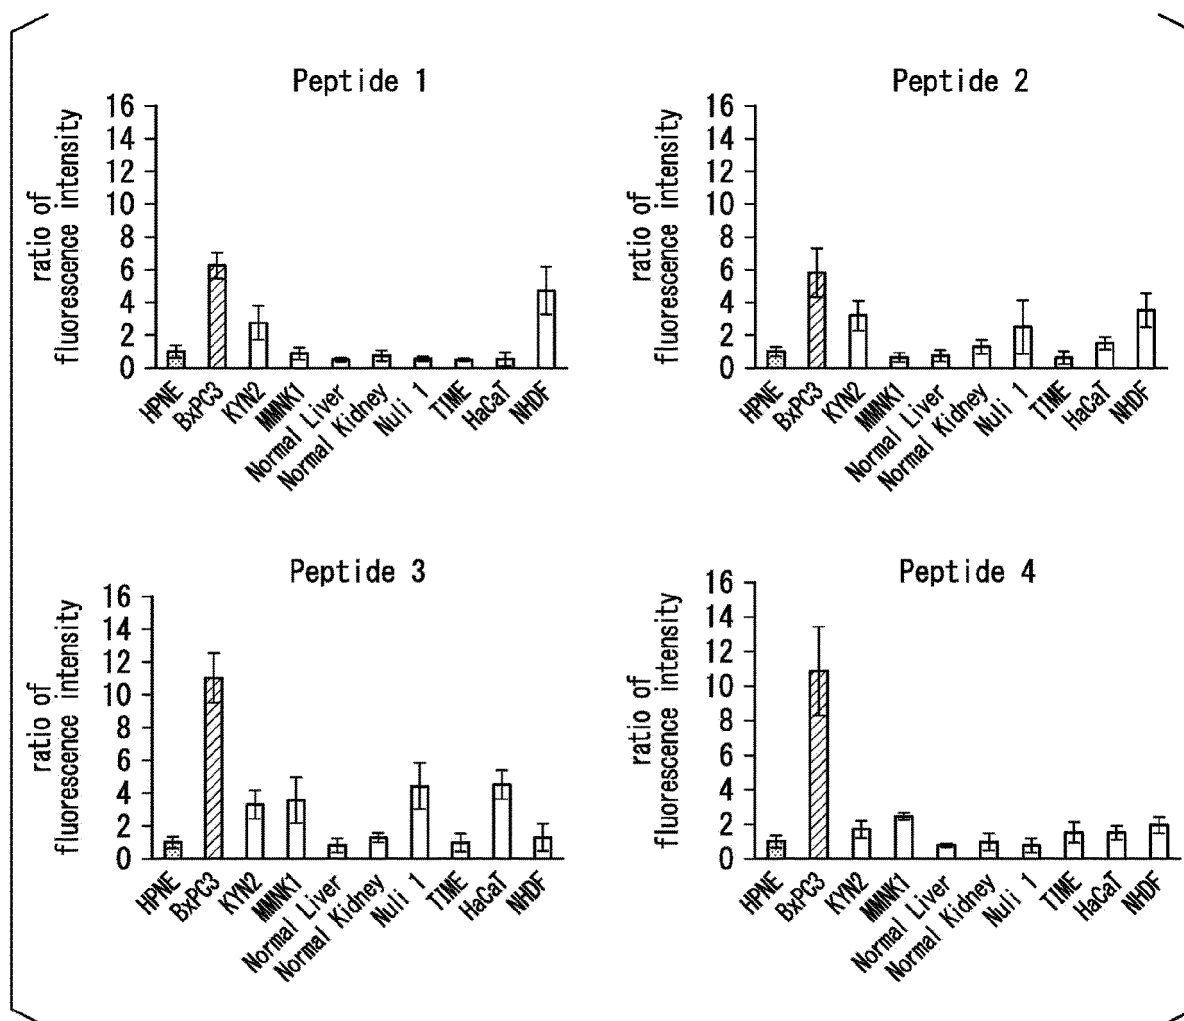 Peptide 1
ratio of
fluorescence intensity
16
14
12
10
8
6
4
2
0
HPNE
BxPC3
KYN2
MMNK1
Normal Liver
Normal Kidney
Nuli 1
TIME
HaCaT
NHDF
Peptide 2
ratio of
fluorescence intensity
16
14
12
10
8
6
4
2
0
HPNE
BxPC3
KYN2
MMNK1
Normal Liver
Normal Kidney
Nuli 1
TIME
HaCaT
NHDF
Peptide 3
ratio of
fluorescence intensity
16
14
12
10
8
6
4
2
0
HPNE
BxPC3
KYN2
MMNK1
Normal Liver
Normal Kidney
Nuli 1
TIME
HaCaT
NHDF
Peptide 4
ratio of
fluorescence intensity
16
14
12
10
8
6
4
2
0
HPNE
BxPC3
KYN2
MMNK1
Normal Liver
Normal Kidney
Nuli 1
TIME
HaCaT
NHDF